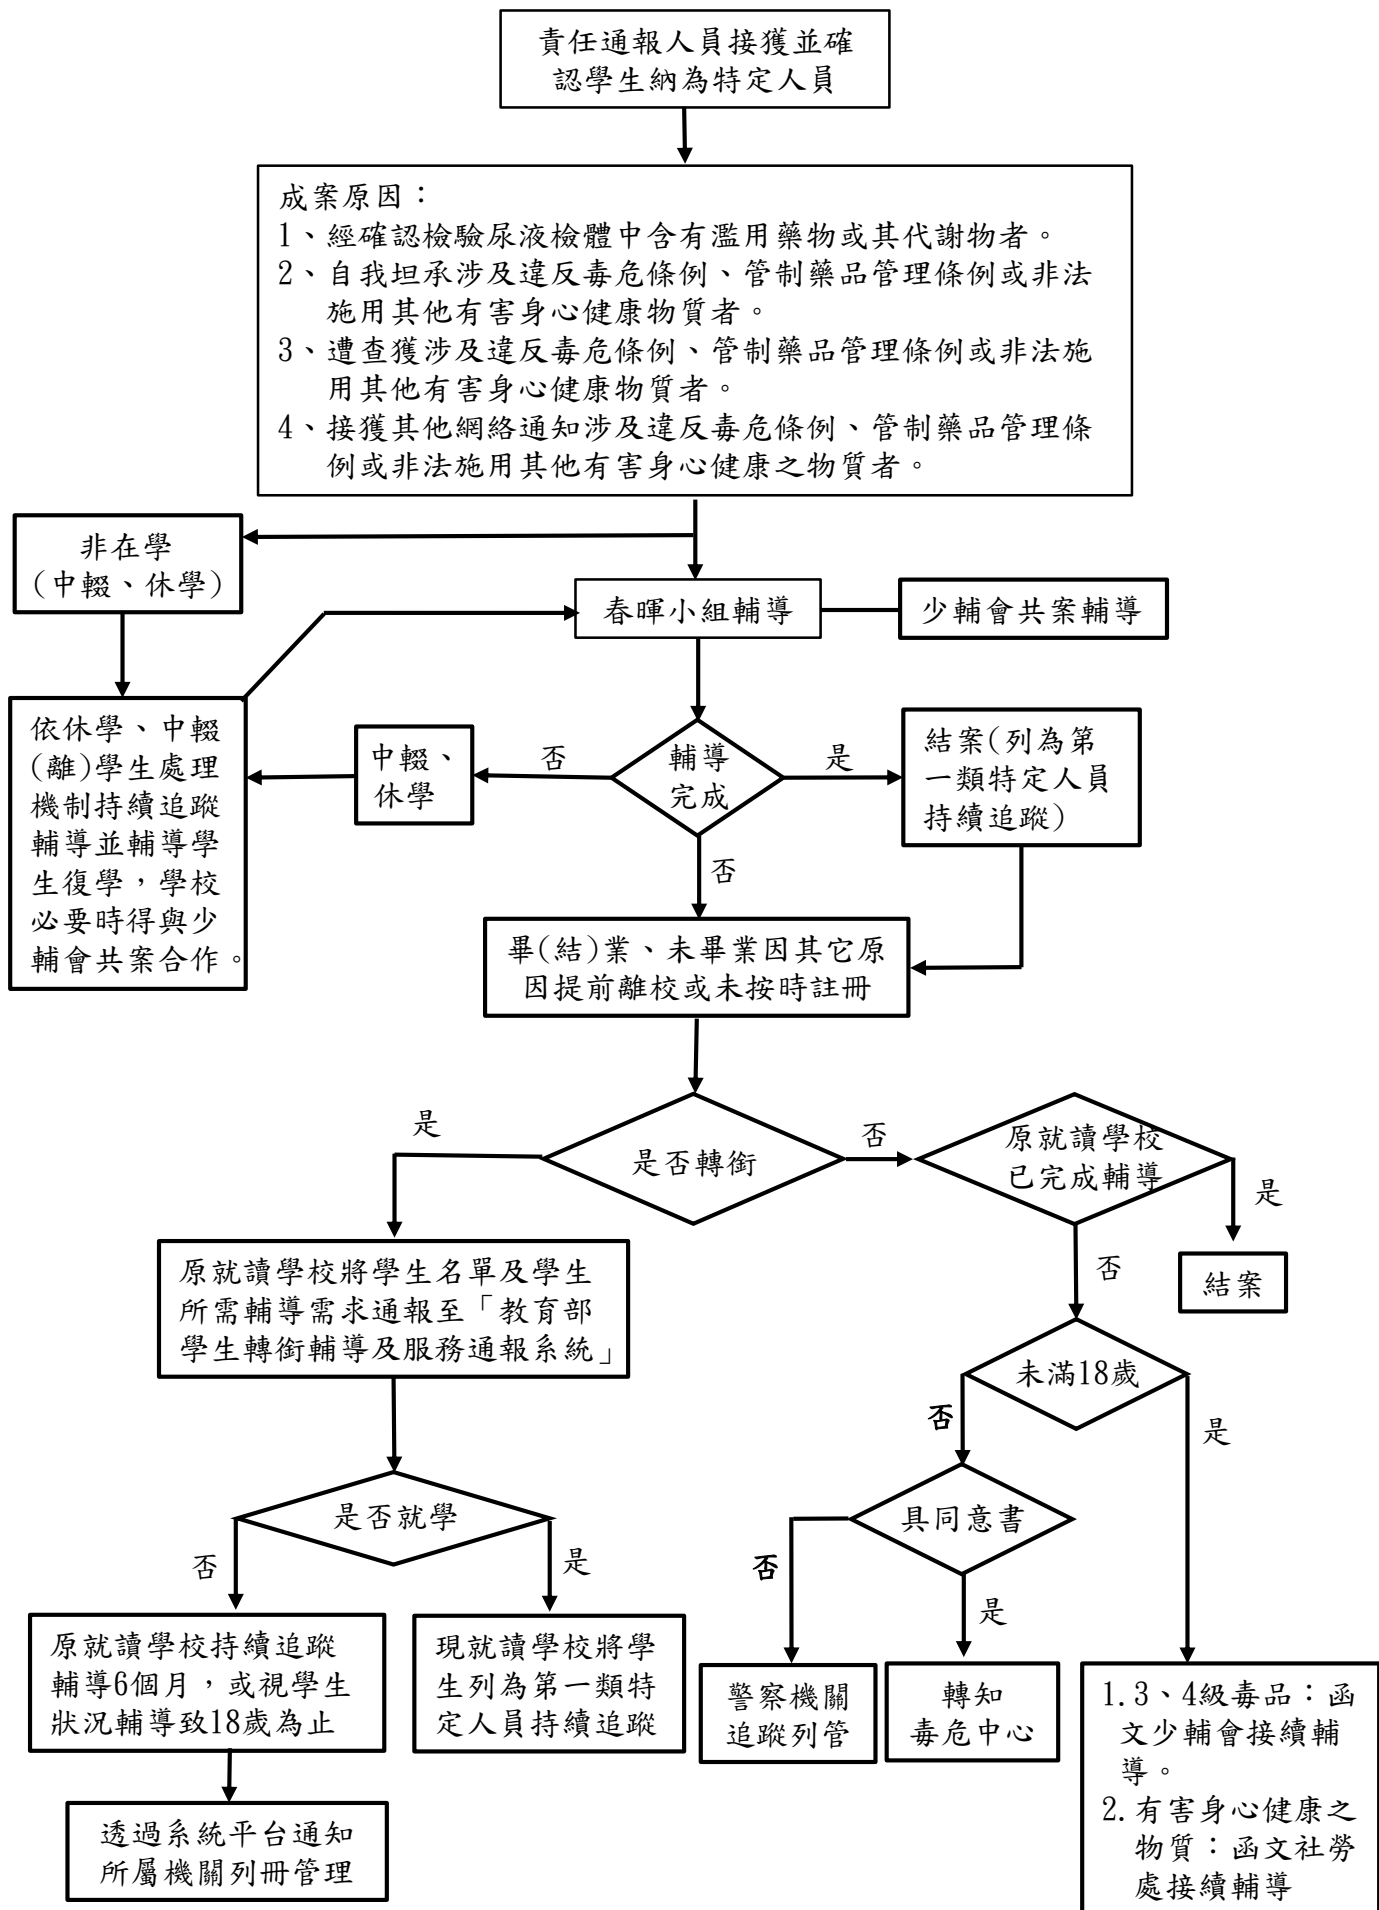 責任通報人員接獲並確
認學生納為特定人員
成案原因：
1、經確認檢驗尿液檢體中含有濫用藥物或其代謝物者。
2、自我坦承涉及違反毒危條例、管制藥品管理條例或非法
施用其他有害身心健康物質者。
3、遭查獲涉及違反毒危條例、管制藥品管理條例或非法施
用其他有害身心健康物質者。
4、接獲其他網絡通知涉及違反毒危條例、管制藥品管理條
例或非法施用其他有害身心健康之物質者。
非在學
(中輟、休學)
春暉小組輔導
少輔會共案輔導
依休學、中輟
(離)學生處理
機制持續追蹤
輔導並輔導學
生復學，學校
必要時得與少
輔會共案合作。
中輟、
休學
否
輔導
完成
是
結案(列為第
一類特定人員
持續追蹤)
否
畢(結)業、未畢業因其它原
因提前離校或未按時註冊
是
是否轉銜
否
原就讀學校
已完成輔導
是
結案
否
原就讀學校將學生名單及學生
所需輔導需求通報至「教育部
學生轉銜輔導及服務通報系統」
未滿18歲
否
是
是否就學
否
是
具同意書
否
是
原就讀學校持續追蹤
輔導6個月，或視學生
狀況輔導致18歲為止
現就讀學校將學
生列為第一類特
定人員持續追蹤
警察機關
追蹤列管
轉知
毒危中心
1.3、4級毒品：函
文少輔會接續輔
導。
2.有害身心健康之
物質：函文社勞
處接續輔導
透過系統平台通知
所屬機關列冊管理